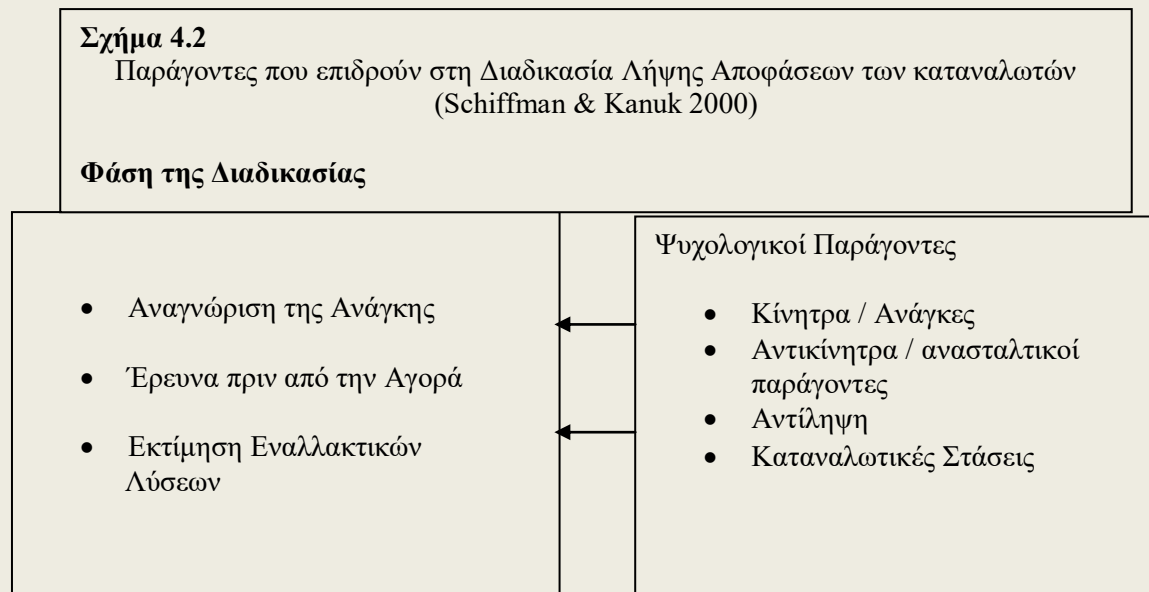 Σχήμα 4.2
Παράγοντες που επιδρούν στη Διαδικασία Λήψης Αποφάσεων των καταναλωτών
(Schiffman & Kanuk 2000)
Φάση της Διαδικασίας
• Αναγνώριση της Ανάγκης
• Έρευνα πριν από την Αγορά
• Εκτίμηση Εναλλακτικών
Λύσεων
Ψυχολογικοί Παράγοντες
• Κίνητρα / Ανάγκες
• Αντικίνητρα / ανασταλτικοί
παράγοντες
• Αντίληψη
• Καταναλωτικές Στάσεις